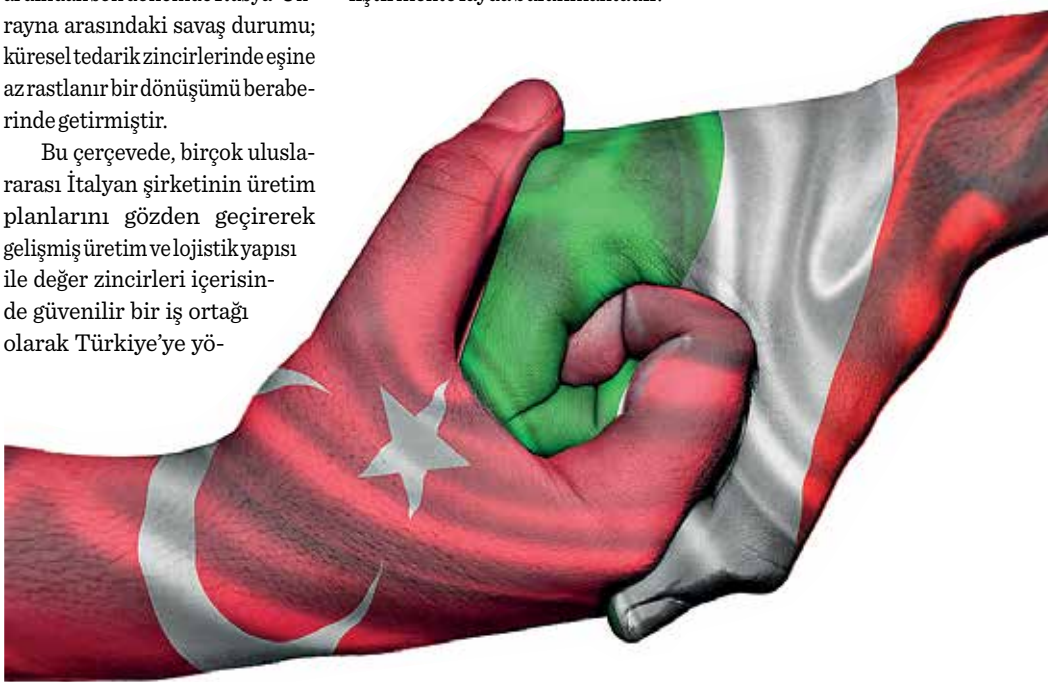 rayna arasındaki savaş durumu;
küresel tedarik zincirlerinde eşine
az rastlanır bir dönüşümü berabe-
rinde getirmiştir.
Bu çerçevede, birçok ulusla-
rarası İtalyan şirketinin üretim
planlarını gözden geçirerek
gelişmiş üretim ve lojistik yapısı
ile değer zincirleri içerisin-
de güvenilir bir iş ortağı
olarak Türkiye’ye yö-